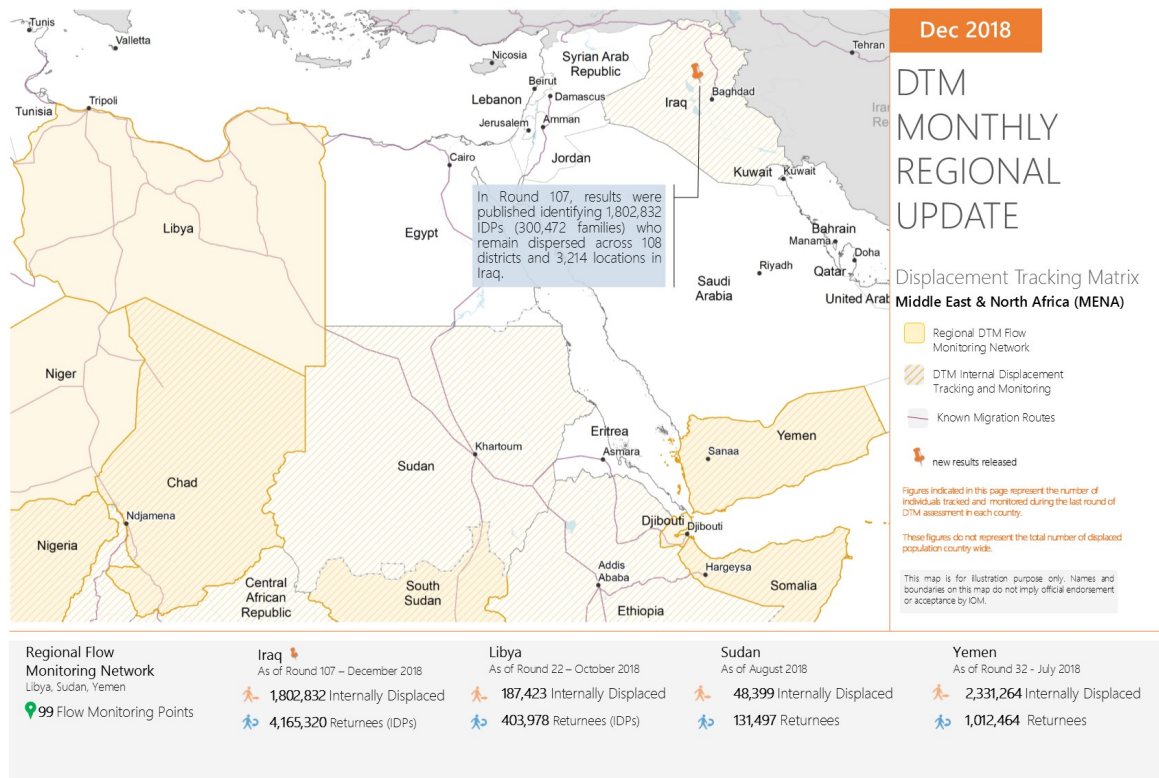 Tunis
Valletta
Nicosia
Syrian Arab
Republic
Tehran
Beirut
Lebanon
Damascus
Iraq
Baghdad
Tunisia
Tripoli
Jerusalem
Amman
Iran
Re
Cairo
Jordan
Kuwait
Kuwait
In Round 107, results were
published identifying 1,802,832
IDPs (300,472 families) who
remain dispersed across 108
districts and 3,214 locations in
Iraq.
Libya
Egypt
Bahrain
Manama
Doha
Riyadh
Qatar
Saudi
Arabia
United Arab
Niger
Eritrea
Asmara
Yemen
Sanaa
Khartoum
Sudan
Chad
Ndjamena
Djibouti
Djibouti
Nigeria
Hargeysa
Addis
Ababa
Somalia
Central
African
Republic
South
Sudan
Ethiopia
Dec 2018
DTM
MONTHLY
REGIONAL
UPDATE
Displacement Tracking Matrix
Middle East & North Africa (MENA)
Regional DTM Flow
Monitoring Network
DTM Internal Displacement
Tracking and Monitoring
Known Migration Routes
new results released
Figures indicated in this page represent the number of
individuals tracked and monitored during the last round of
DTM assessment in each country.
These figures do not represent the total number of displaced
population country wide.
This map is for illustration purpose only. Names and
boundaries on this map do not imply official endorsement
or acceptance by IOM.
Regional Flow
Monitoring Network
Libya, Sudan, Yemen
99 Flow Monitoring Points
Iraq
As of Round 107 – December 2018
1,802,832 Internally Displaced
4,165,320 Returnees (IDPs)
Libya
As of Round 22 – October 2018
187,423 Internally Displaced
403,978 Returnees (IDPs)
Sudan
As of August 2018
48,399 Internally Displaced
131,497 Returnees
Yemen
As of Round 32 - July 2018
2,331,264 Internally Displaced
1,012,464 Returnees